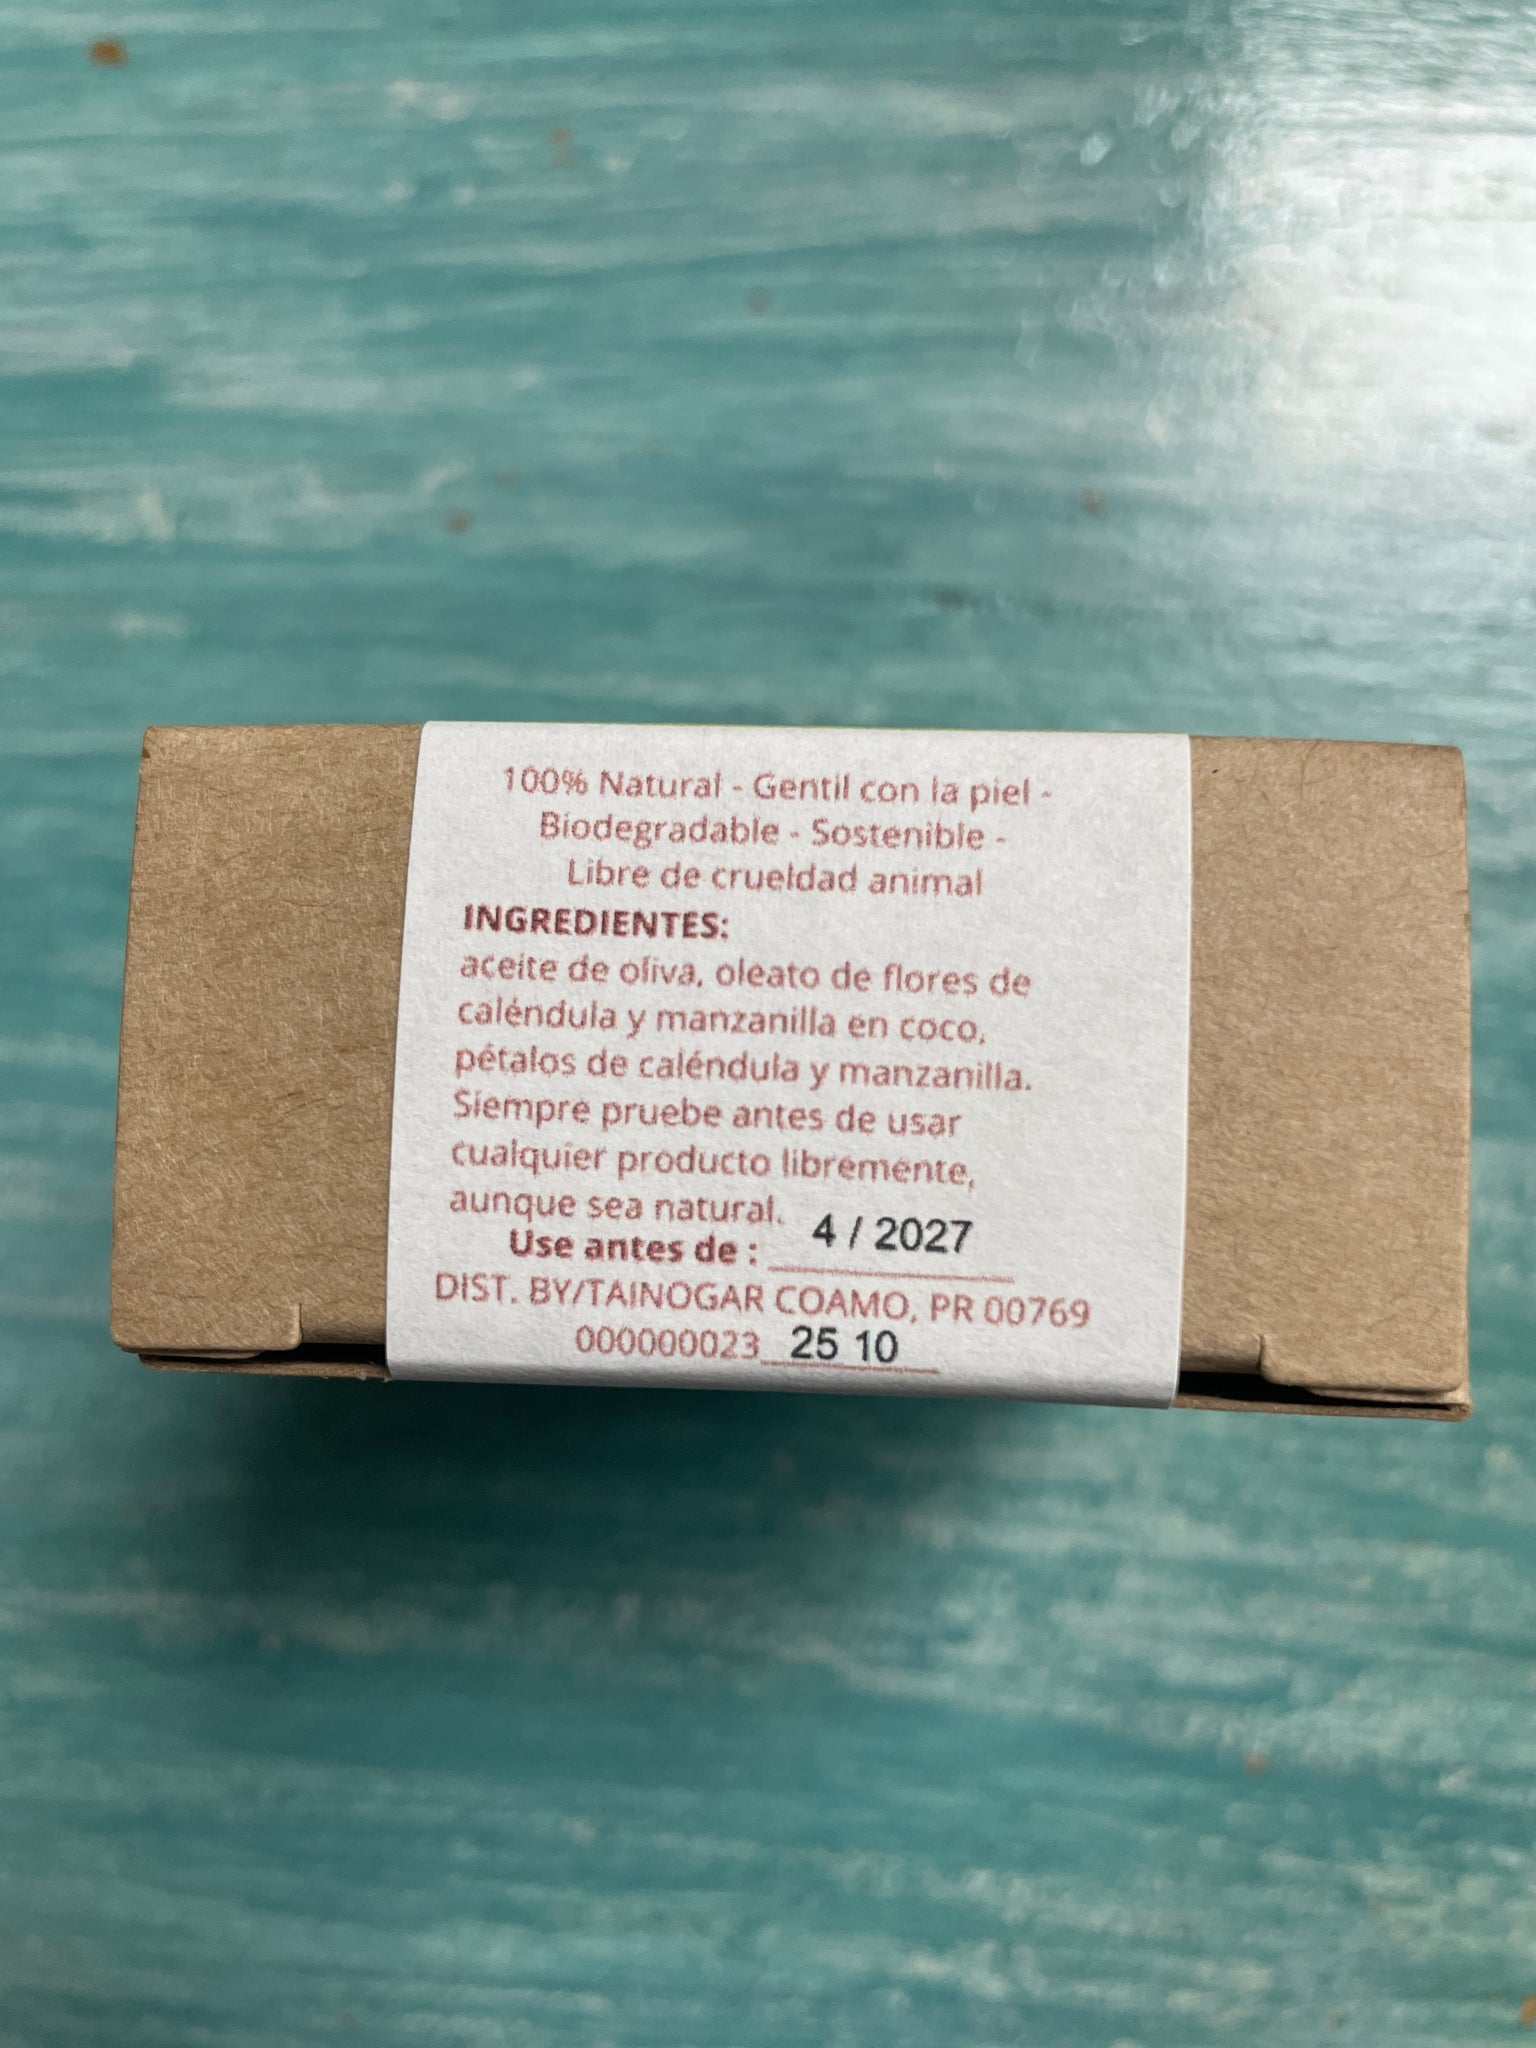 100% Natural - Gentil con la piel -
Biodegradable - Sostenible -
Libre de crueldad animal
INGREDIENTES:
aceite de oliva, oleato de flores de
caléndula y manzanilla en coco,
pétalos de caléndula y manzanilla.
Siempre pruebe antes de usar
cualquier producto libremente,
aunque sea natural.
Use antes de : 4 / 2027
DIST. BY/TAINOGAR COAMO, PR 00769
000000023 25 10